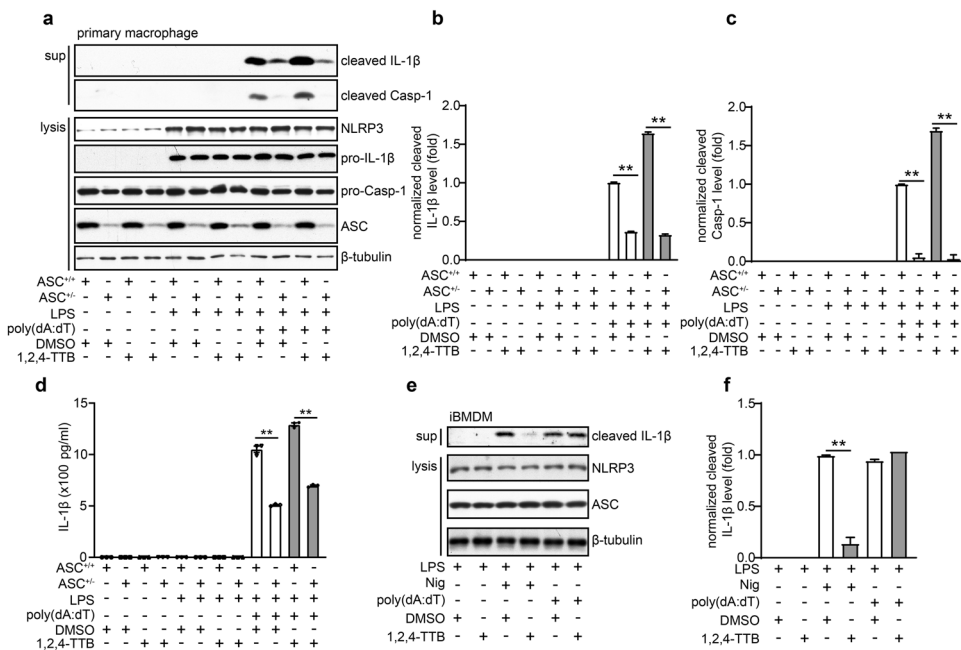 a
primary macrophage
sup
cleaved IL-1β
cleaved Casp-1
lysis
NLRP3
pro-IL-1β
pro-Casp-1
ASC
β-tubulin
ASC+/+ + - + - + - + - + - + -
ASC+/- - + - + - + - + - + - +
LPS - - - - + + + + + + + +
poly(dA:dT) - - - - - - - - + + + +
DMSO + + - - + + - - + + - -
1,2,4-TTB - - + + - - + + - - + +
b
normalized cleaved
IL-1β level (fold)
2.0
1.5
1.0
0.5
0.0
**
**
ASC+/+ + - + - + - + - + - + -
ASC+/- - + - + - + - + - + - +
LPS - - - - + + + + + + + +
poly(dA:dT) - - - - - - - - + + + +
DMSO + + - - + + - - + + - -
1,2,4-TTB - - + + - - + + - - + +
c
normalized cleaved
Casp-1 level (fold)
2.0
1.5
1.0
0.5
0.0
**
**
ASC+/+ + - + - + - + - + - + -
ASC+/- - + - + - + - + - + - +
LPS - - - - + + + + + + + +
poly(dA:dT) - - - - - - - - + + + +
DMSO + + - - + + - - + + - -
1,2,4-TTB - - + + - - + + - - + +
d
IL-1β (x100 pg/ml)
15
10
5
0
**
**
ASC+/+ + - + - + - + - + - + -
ASC+/- - + - + - + - + - + - +
LPS - - - - + + + + + + + +
poly(dA:dT) - - - - - - - - + + + +
DMSO + + - - + + - - + + - -
1,2,4-TTB - - + + - - + + - - + +
e
iBMDM
sup
cleaved IL-1β
lysis
NLRP3
ASC
β-tubulin
LPS + + + + + +
Nig - - + + - -
poly(dA:dT) - - - - + +
DMSO + - + - + -
1,2,4-TTB - + - + - +
f
normalized cleaved
IL-1β level (fold)
1.5
1.0
0.5
0.0
**
LPS + + + + + +
Nig - - + + - -
poly(dA:dT) - - - - + +
DMSO + - + - + -
1,2,4-TTB - + - + - +